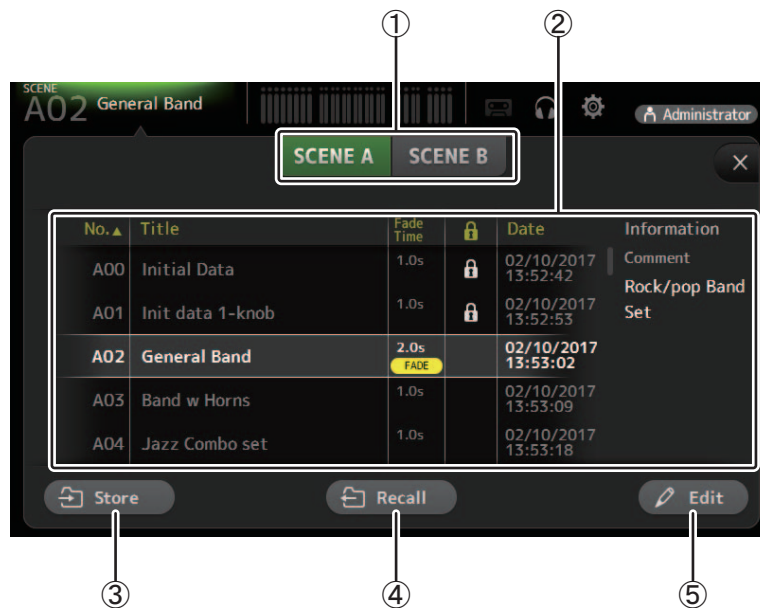 ① ②
SCENE
A02 General Band
Administrator
SCENE A SCENE B
No.▲ Title Fade Time Date Information
A00 Initial Data 1.0s 02/10/2017 13:52:42
Comment
Rock/pop Band
Set
A01 Init data 1-knob 1.0s 02/10/2017 13:52:53
A02 General Band 2.0s FADE 02/10/2017 13:53:02
A03 Band w Horns 1.0s 02/10/2017 13:53:09
A04 Jazz Combo set 1.0s 02/10/2017 13:53:18
Store Recall Edit
③ ④ ⑤